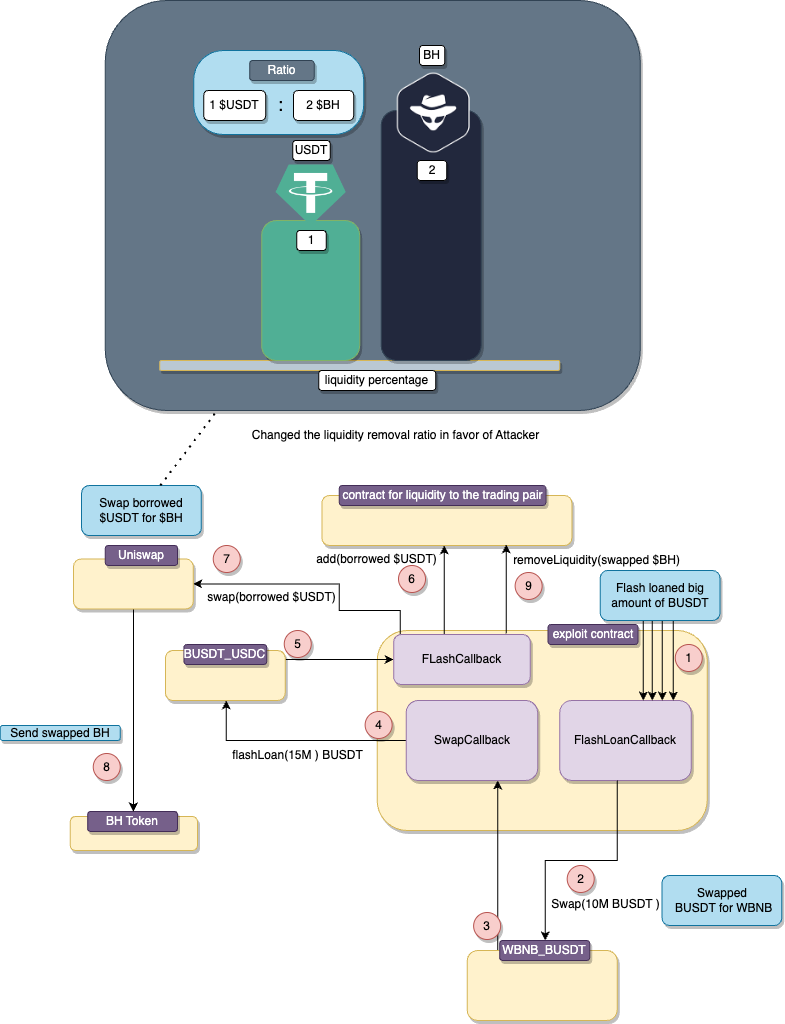 BH
Ratio
1 $USDT
:
2 $BH
USDT
2
1
liquidity percentage
Changed the liquidity removal ratio in favor of Attacker
Swap borrowed
$USDT for $BH
contract for liquidity to the trading pair
Uniswap
7
add(borrowed $USDT)
removeLiquidity(swapped $BH)
6
9
Flash loaned big
amount of BUSDT
swap(borrowed $USDT)
exploit contract
5
BUSDT_USDC
FLashCallback
1
4
Send swapped BH
SwapCallback
FlashLoanCallback
flashLoan(15M ) BUSDT
8
BH Token
2
Swapped
BUSDT for WBNB
Swap(10M BUSDT )
3
WBNB_BUSDT